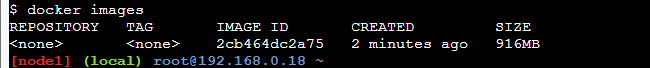 $ docker images
REPOSITORY TAG IMAGE ID CREATED SIZE
<none> <none> 2cb464dc2a75 2 minutes ago 916MB
[node1] (local) root@192.168.0.18 ~